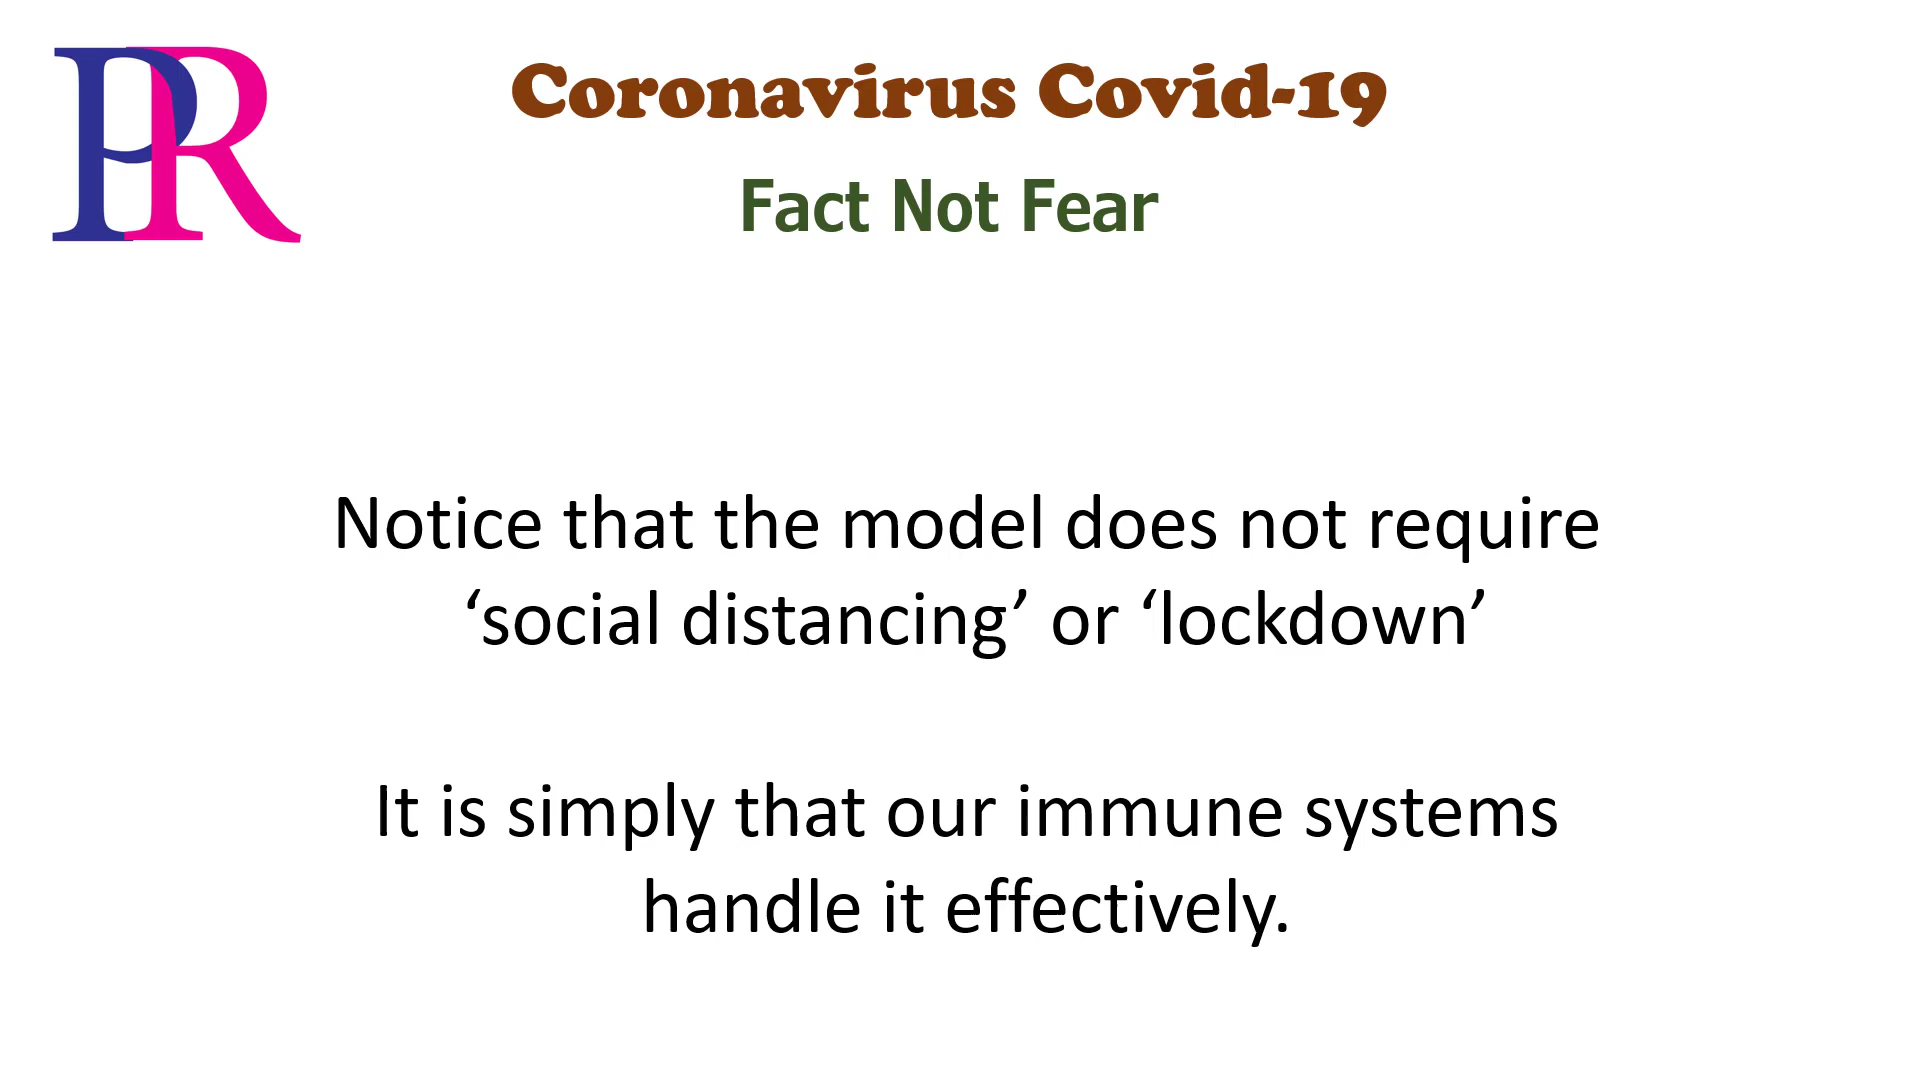 PR
Coronavirus Covid-19
Fact Not Fear
Notice that the model does not require
‘social distancing’ or ‘lockdown’
It is simply that our immune systems
handle it effectively.